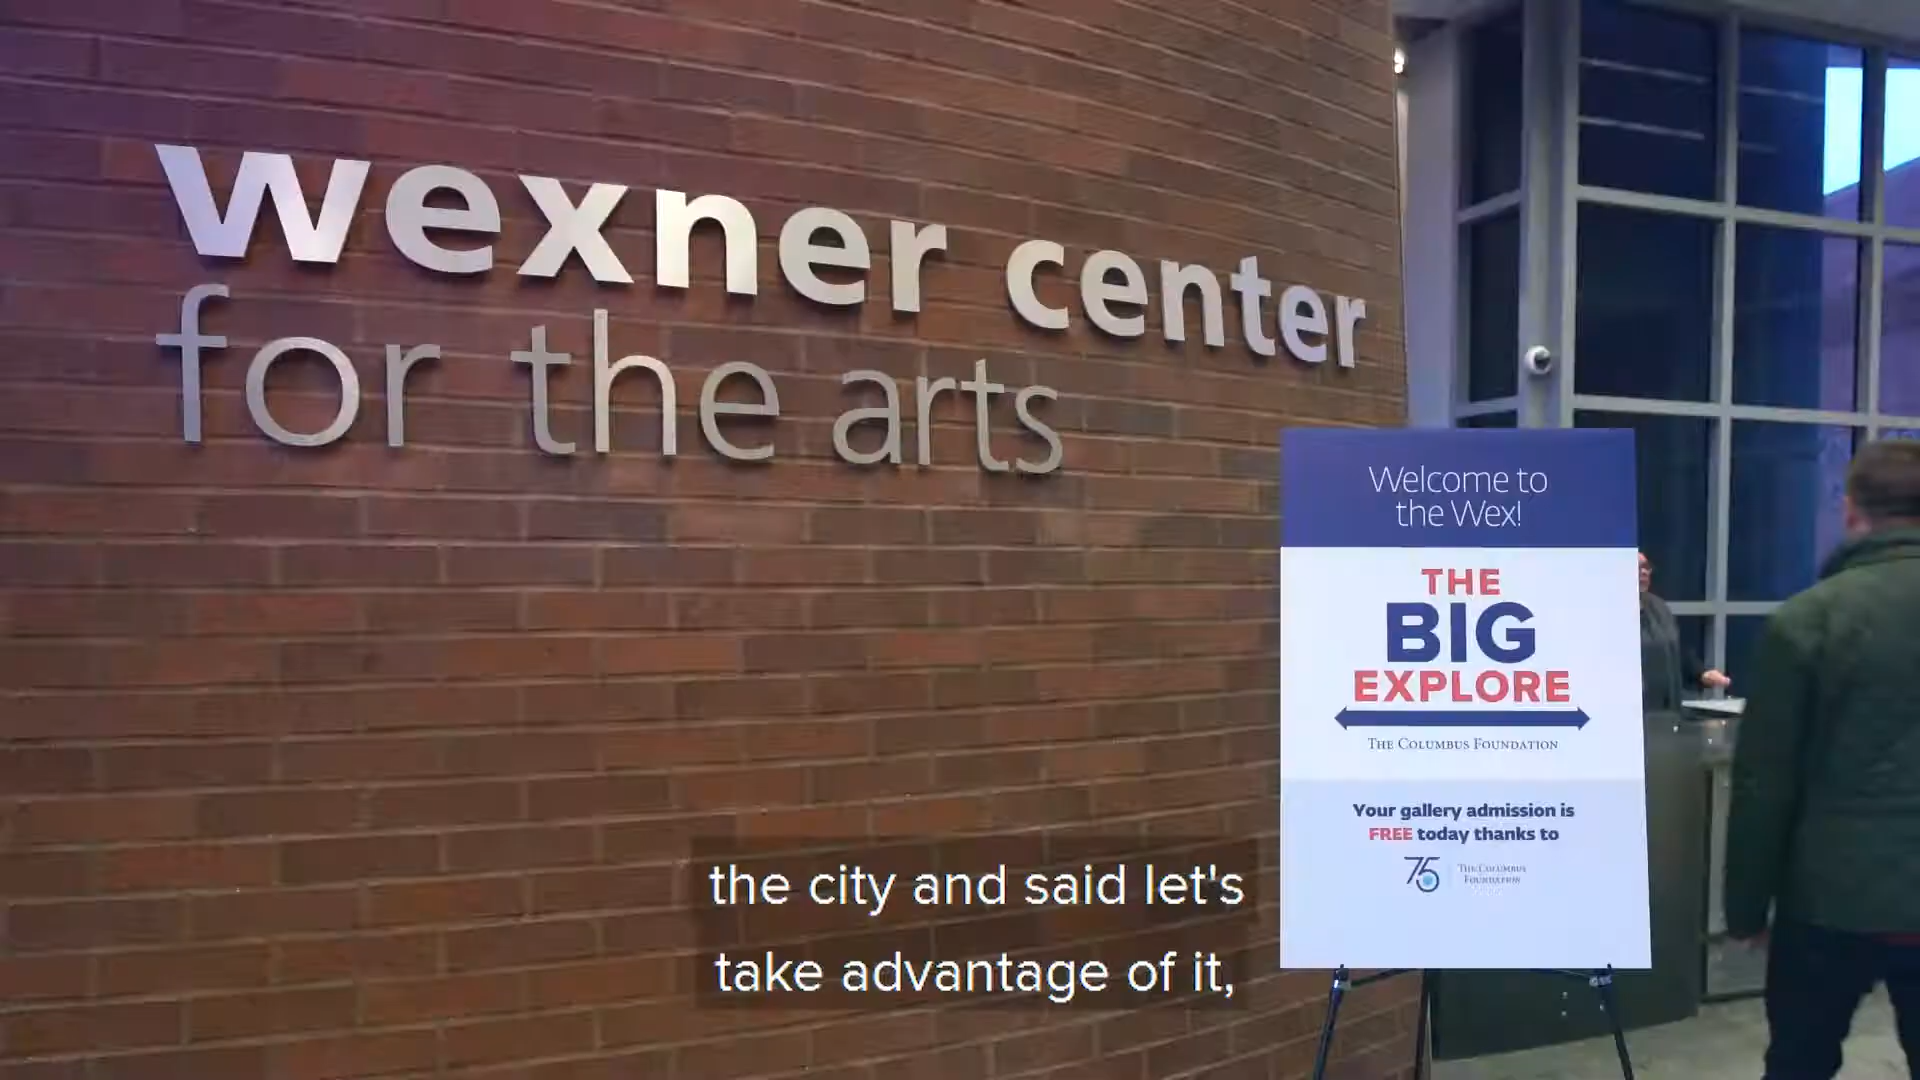 wexner center
for the arts
Welcome to
the Wex!
THE
BIG
EXPLORE
THE COLUMBUS FOUNDATION
Your gallery admission is
FREE today thanks to
75
THE COLUMBUS
FOUNDATION
the city and said let's
take advantage of it,